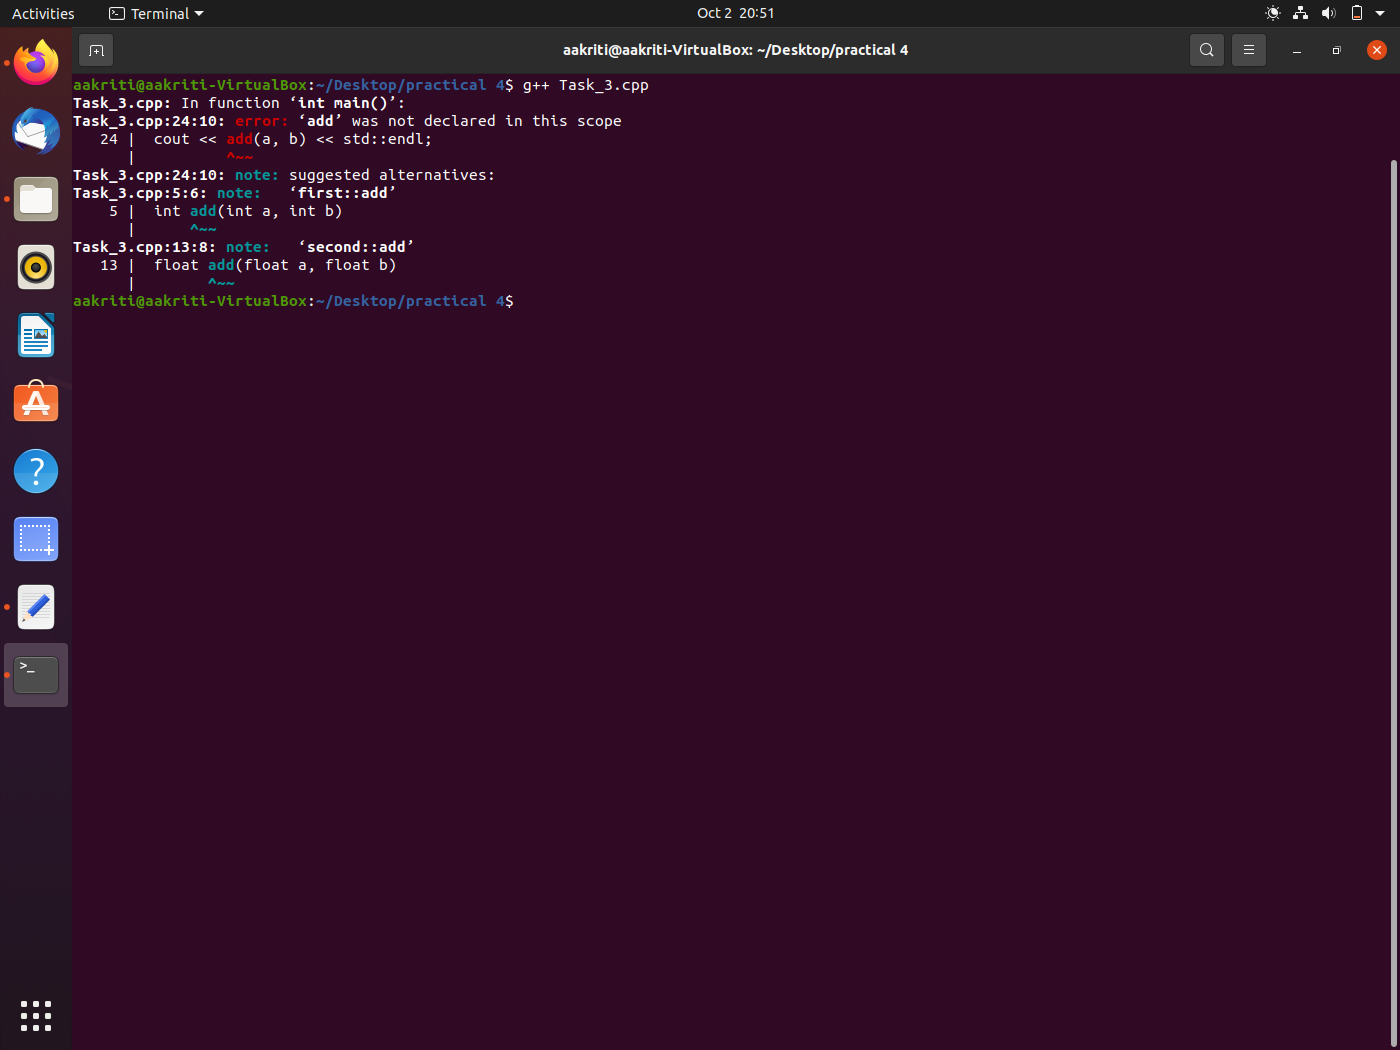 Activities Terminal Oct 2 20:51
aakriti@aakriti-VirtualBox: ~/Desktop/practical 4
aakriti@aakriti-VirtualBox:~/Desktop/practical 4$ g++ Task_3.cpp
Task_3.cpp: In function ‘int main()’:
Task_3.cpp:24:10: error: ‘add’ was not declared in this scope
   24 |  cout << add(a, b) << std::endl;
      |          ^~~
Task_3.cpp:24:10: note: suggested alternatives:
Task_3.cpp:5:6: note:   ‘first::add’
    5 |  int add(int a, int b)
      |      ^~~
Task_3.cpp:13:8: note:   ‘second::add’
   13 |  float add(float a, float b)
      |        ^~~
aakriti@aakriti-VirtualBox:~/Desktop/practical 4$